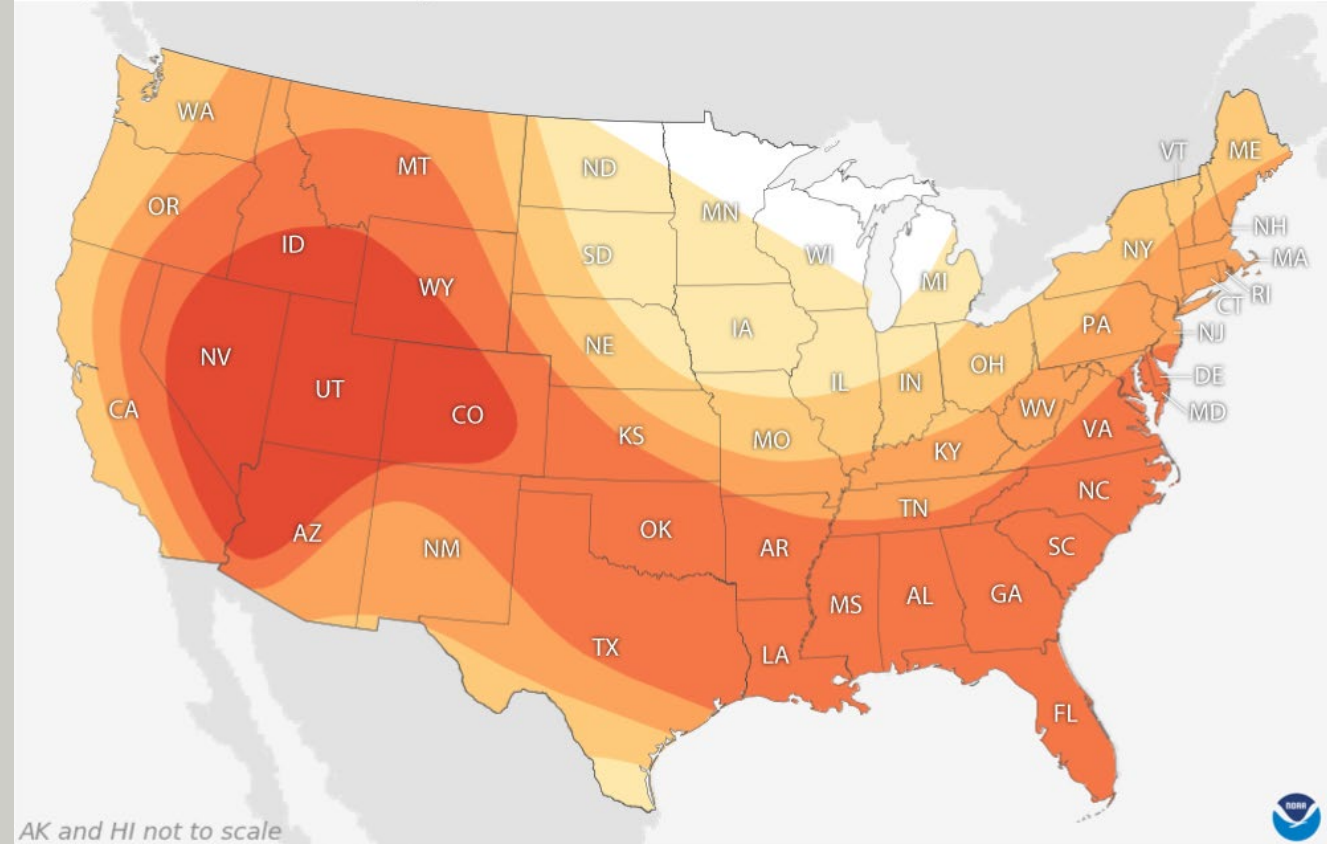 WA
MT
ND
MN
VT
ME
OR
ID
SD
WI
NY
NH
MA
WY
MI
RI
CT
NV
NE
IA
PA
NJ
UT
CO
IL
IN
OH
DE
CA
KS
MO
WV
MD
VA
KY
AZ
NM
OK
AR
TN
NC
SC
TX
LA
MS
AL
GA
FL
AK and HI not to scale
NOAA